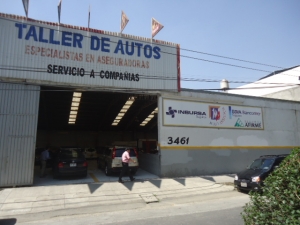 TALLER DE AUTOS
ESPECIALISTAS EN ASEGURADORAS
SERVICIO A COMPAÑIAS
INBURSA
3461